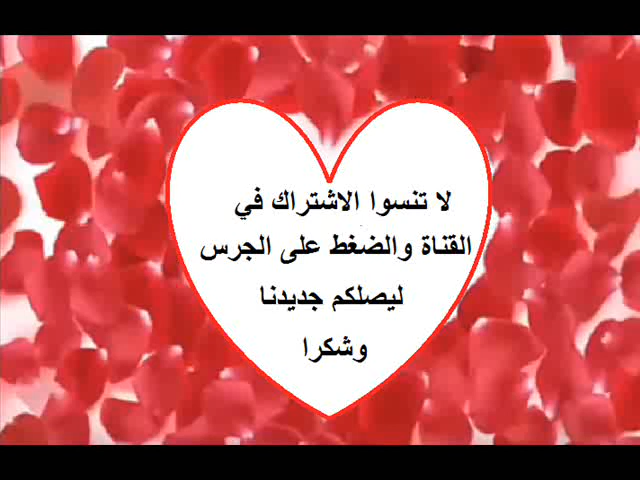 لا تنسوا الاشتراك في
القناة والضغط على الجرس
ليصلكم جديدنا
وشكرا